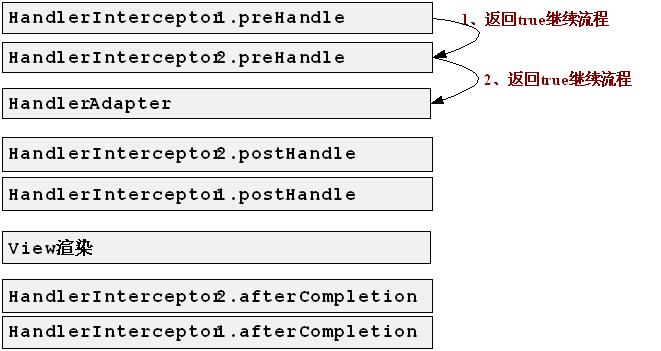 HandlerInterceptor1.preHandle
1、返回true继续流程
HandlerInterceptor2.preHandle
2、返回true继续流程
HandlerAdapter
HandlerInterceptor2.postHandle
HandlerInterceptor1.postHandle
View渲染
HandlerInterceptor2.afterCompletion
HandlerInterceptor1.afterCompletion